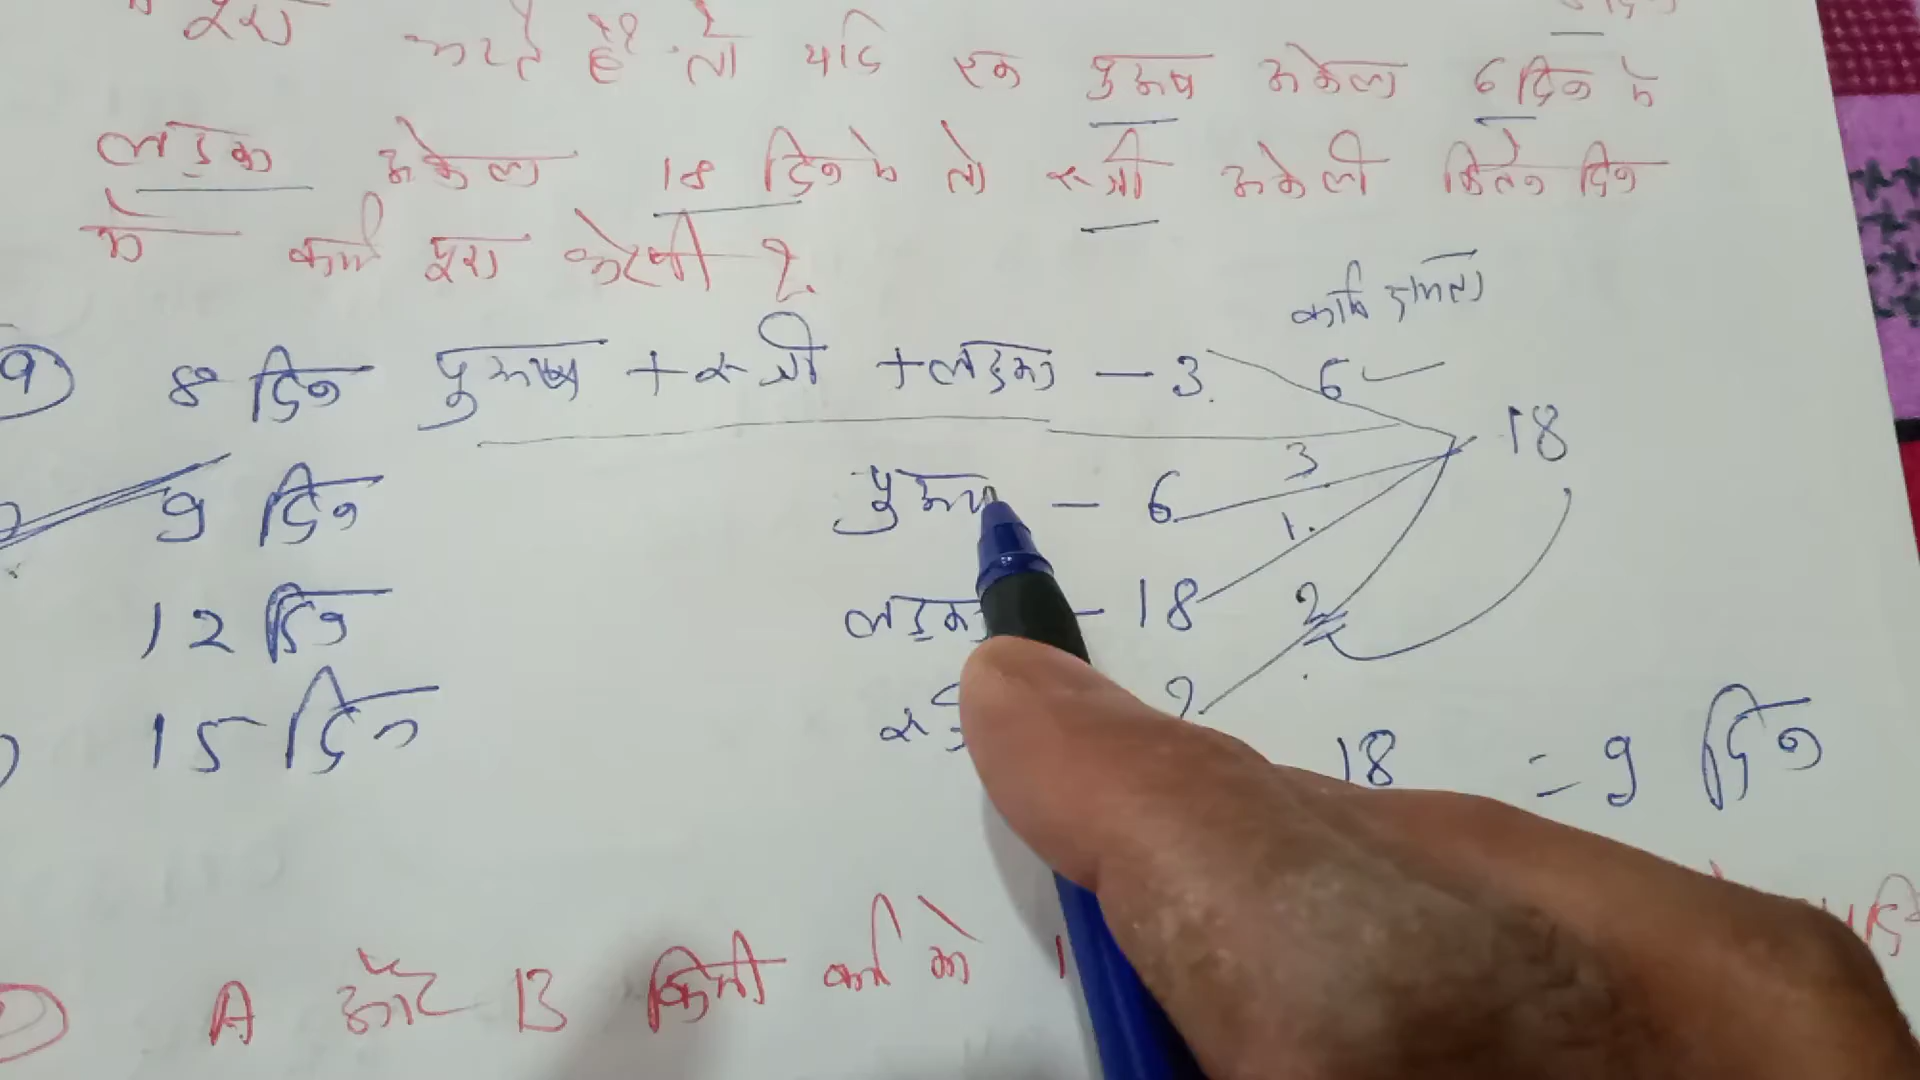 पूरा करते है तो यदि एक पुरूष अकेला 6 दिन मे
लड़का अकेला 18 दिन मे तो स्त्री अकेली कितने दिन
मे कार्य पूरा करेगी ?
कार्य क्षमता
a) 8 दिन पुरूष + स्त्री + लड़का - 3 6
18
9 दिन पुरूष - 6 3
1
12 दिन लड़का - 18 2
15 दिन ?
18 = 9 दिन
A और B किसी कार्य को 1